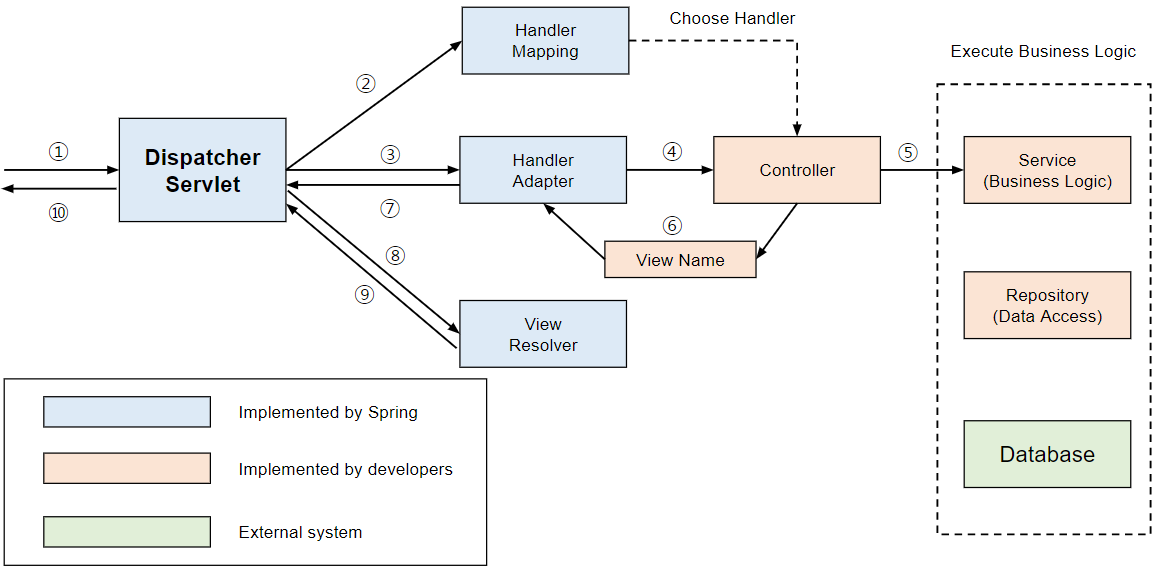 Choose Handler
Handler
Mapping
Execute Business Logic
②
①
Dispatcher
Servlet
③
Handler
Adapter
④
Controller
⑤
Service
(Business Logic)
⑩
⑦
⑥
View Name
⑧
⑨
View
Resolver
Repository
(Data Access)
Database
Implemented by Spring
Implemented by developers
External system